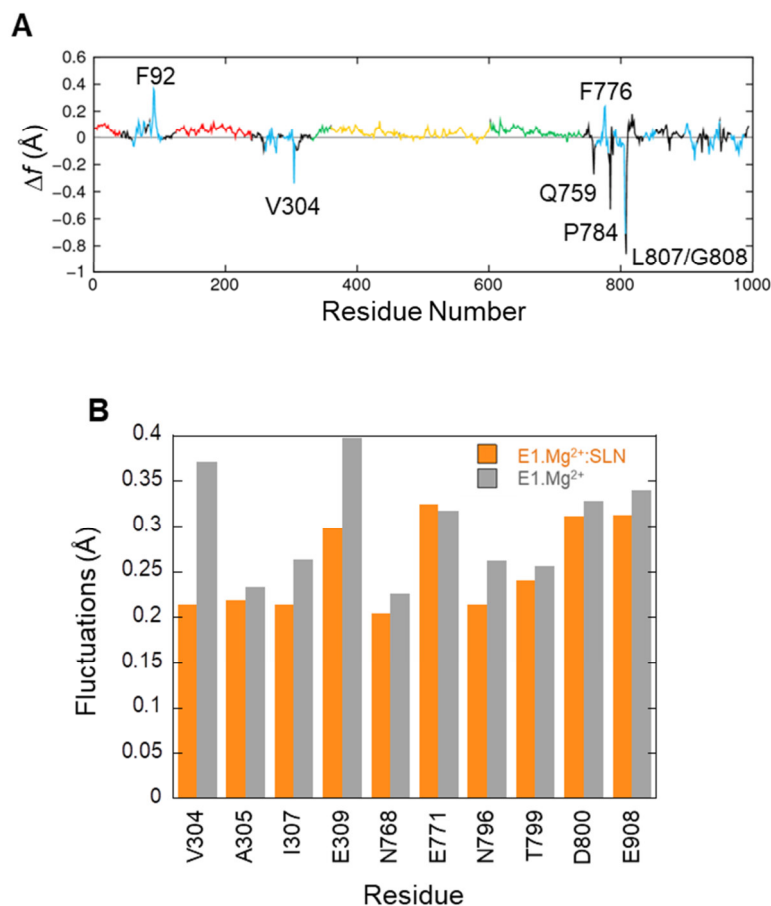 A
0.6
0.4
0.2
0
-0.2
-0.4
-0.6
-0.8
-1
Δf (Å)
F92
V304
F776
Q759
P784
L807/G808
0 200 400 600 800 1000
Residue Number
B
0.4
0.35
0.3
0.25
0.2
0.15
0.1
0.05
0
Fluctuations (Å)
E1.Mg²⁺:SLN
E1.Mg²⁺
V304 A305 I307 E309 N768 E771 N796 T799 D800 E908
Residue